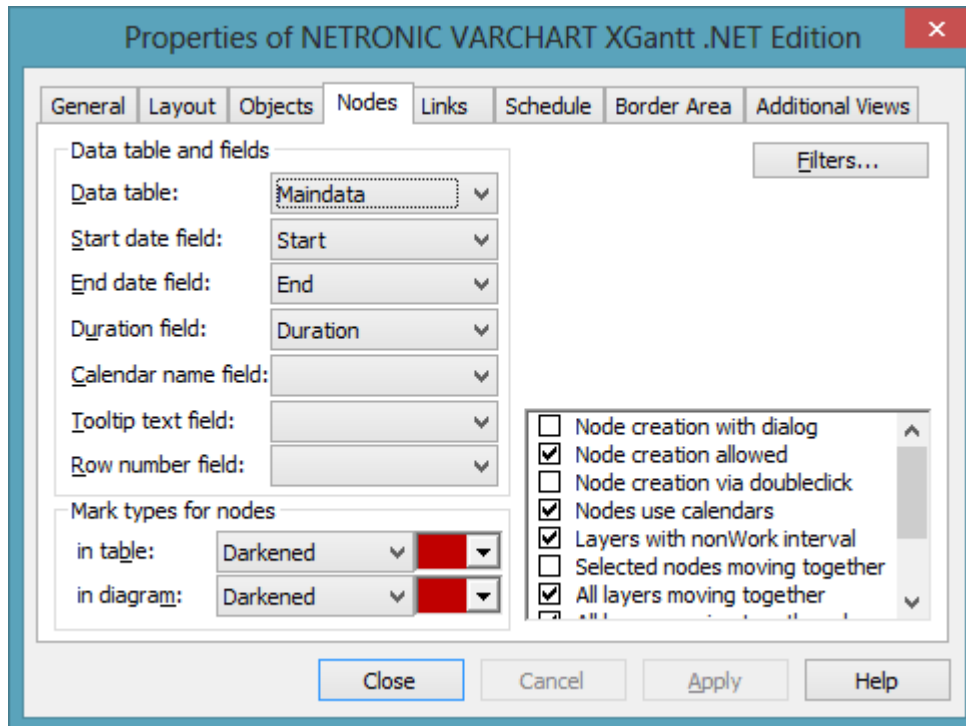 Properties of NETRONIC VARCHART XGantt .NET Edition
General Layout Objects Nodes Links Schedule Border Area Additional Views
Data table and fields
Filters...
Data table: Maindata
Start date field: Start
End date field: End
Duration field: Duration
Calendar name field:
Tooltip text field:
Row number field:
Node creation with dialog
Node creation allowed
Node creation via doubleclick
Nodes use calendars
Layers with nonWork interval
Selected nodes moving together
All layers moving together
Mark types for nodes
in table: Darkened
in diagram: Darkened
Close Cancel Apply Help